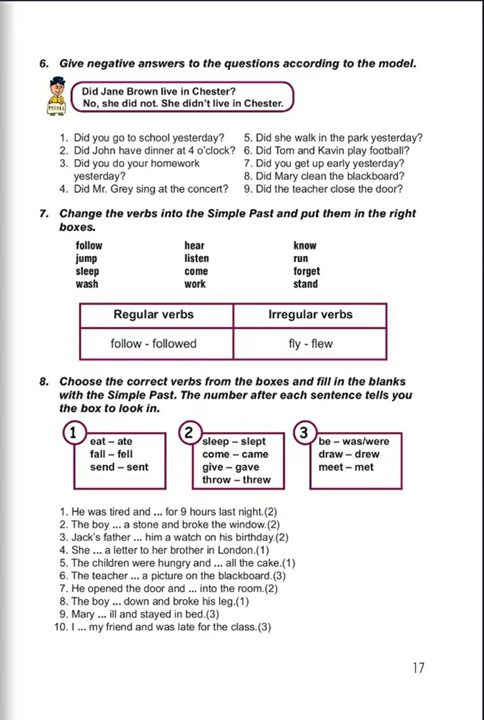 6. Give negative answers to the questions according to the model.
MODEL
Did Jane Brown live in Chester?
No, she did not. She didn't live in Chester.
1. Did you go to school yesterday?
2. Did John have dinner at 4 o'clock?
3. Did you do your homework
yesterday?
4. Did Mr. Grey sing at the concert?
5. Did she walk in the park yesterday?
6. Did Tom and Kavin play football?
7. Did you get up early yesterday?
8. Did Mary clean the blackboard?
9. Did the teacher close the door?
7. Change the verbs into the Simple Past and put them in the right
boxes.
follow hear know
jump listen run
sleep come forget
wash work stand
Regular verbs Irregular verbs
follow - followed fly - flew
8. Choose the correct verbs from the boxes and fill in the blanks
with the Simple Past. The number after each sentence tells you
the box to look in.
1
eat – ate
fall – fell
send – sent
2
sleep – slept
come – came
give – gave
throw – threw
3
be – was/were
draw – drew
meet – met
1. He was tired and ... for 9 hours last night.(2)
2. The boy ... a stone and broke the window.(2)
3. Jack's father ... him a watch on his birthday.(2)
4. She ... a letter to her brother in London.(1)
5. The children were hungry and ... all the cake.(1)
6. The teacher ... a picture on the blackboard.(3)
7. He opened the door and ... into the room.(2)
8. The boy ... down and broke his leg.(1)
9. Mary ... ill and stayed in bed.(3)
10. I ... my friend and was late for the class.(3)
17